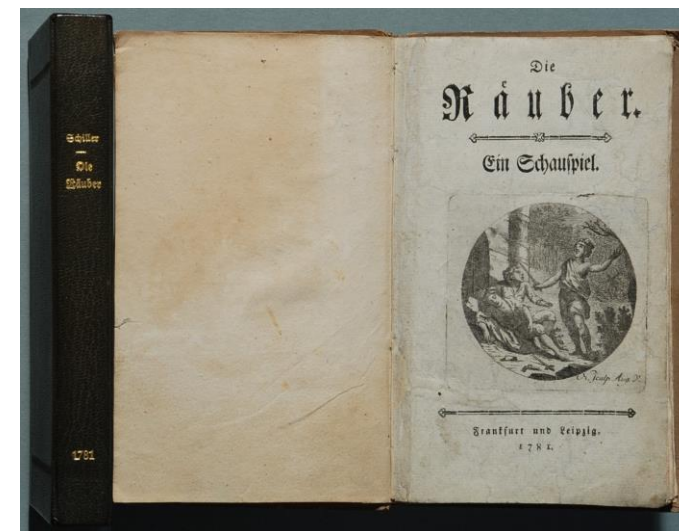 Schiller
Die
Räuber
1781
Die
Räuber.
Ein Schauspiel.
Frankfurt und Leipzig.
1781.